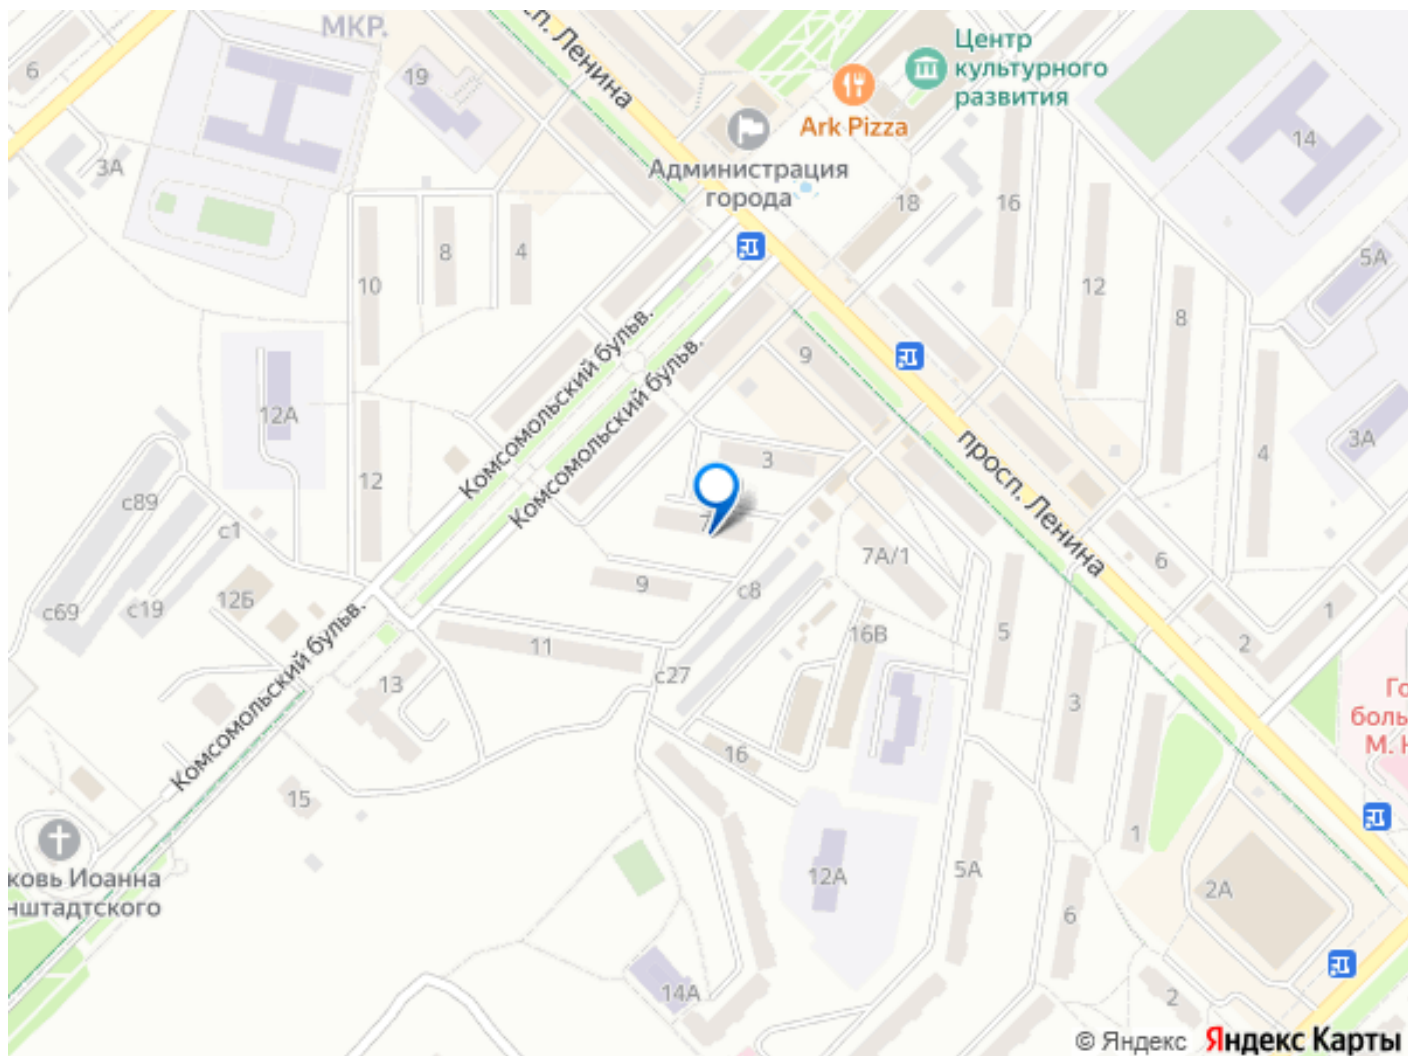 МКР.
сп. Ленина
Центр
культурного
развития
6
19
Ark Pizza
14
3А
Администрация
города
18
16
8
4
5А
10
12
8
9
Комсомольский бульв.
Комсомольский бульв.
12А
3
4
3А
просп. Ленина
12
с89
7
с1
7А/1
6
9
с8
с69
с19
12Б
1
16В
5
2
11
Комсомольский бульв.
13
с27
3
Го
боль
М. Н
16
15
1
ковь Иоанна
нштадтского
12А
5А
2А
6
14А
2
© Яндекс Яндекс Карты